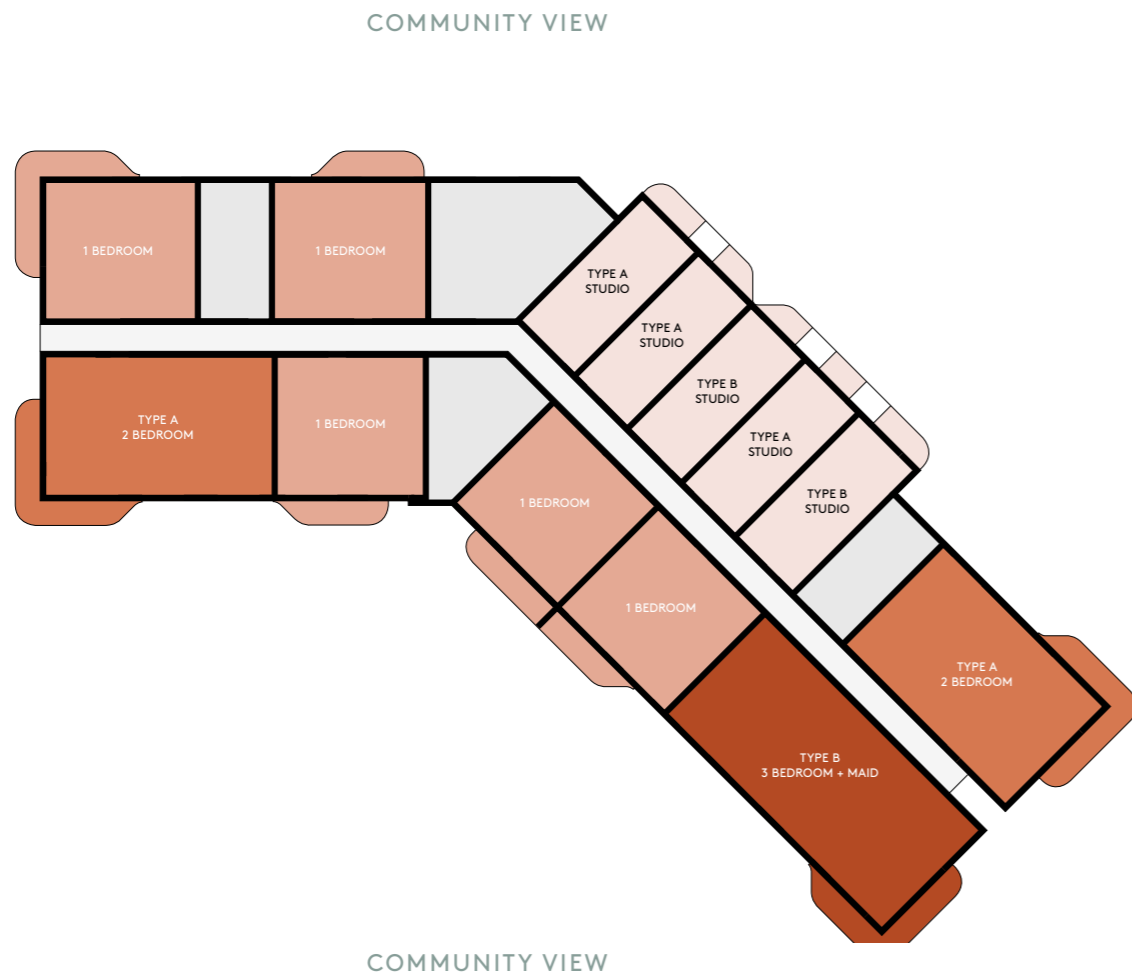 COMMUNITY VIEW
1 BEDROOM
1 BEDROOM
TYPE A
STUDIO
TYPE A
STUDIO
TYPE B
STUDIO
TYPE A
STUDIO
TYPE B
STUDIO
TYPE A
2 BEDROOM
1 BEDROOM
1 BEDROOM
1 BEDROOM
TYPE A
2 BEDROOM
TYPE B
3 BEDROOM + MAID
COMMUNITY VIEW